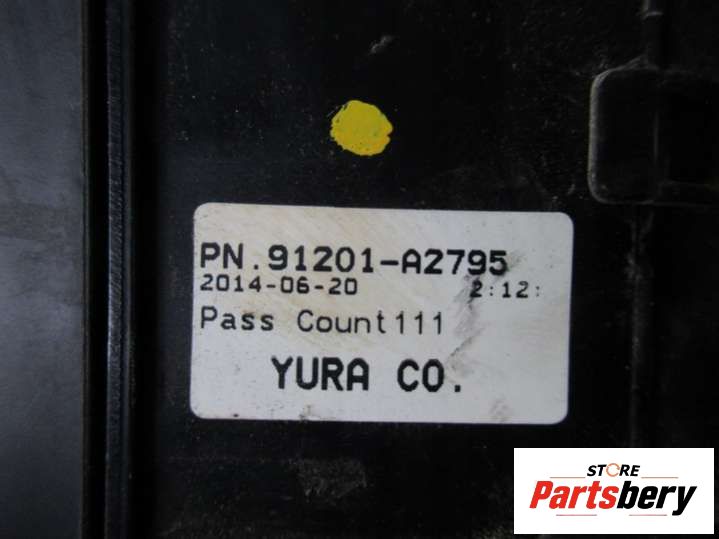 PN.91201-A2795
2014-06-20 2:12:
Pass Count111
YURA CO.
STORE
Partsbery